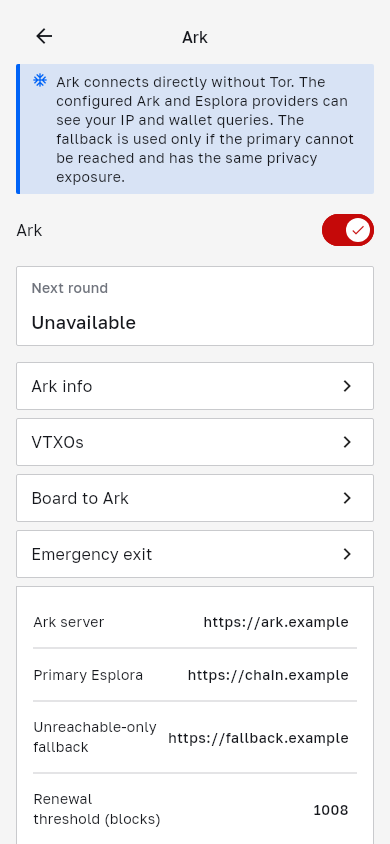 Ark
Ark connects directly without Tor. The
configured Ark and Esplora providers can
see your IP and wallet queries. The
fallback is used only if the primary cannot
be reached and has the same privacy
exposure.
Ark
Next round
Unavailable
Ark info
VTXOs
Board to Ark
Emergency exit
Ark server https://ark.example
Primary Esplora https://chaIn.example
Unreachable-only
fallback https://fallback.example
Renewal
threshold (blocks) 1008